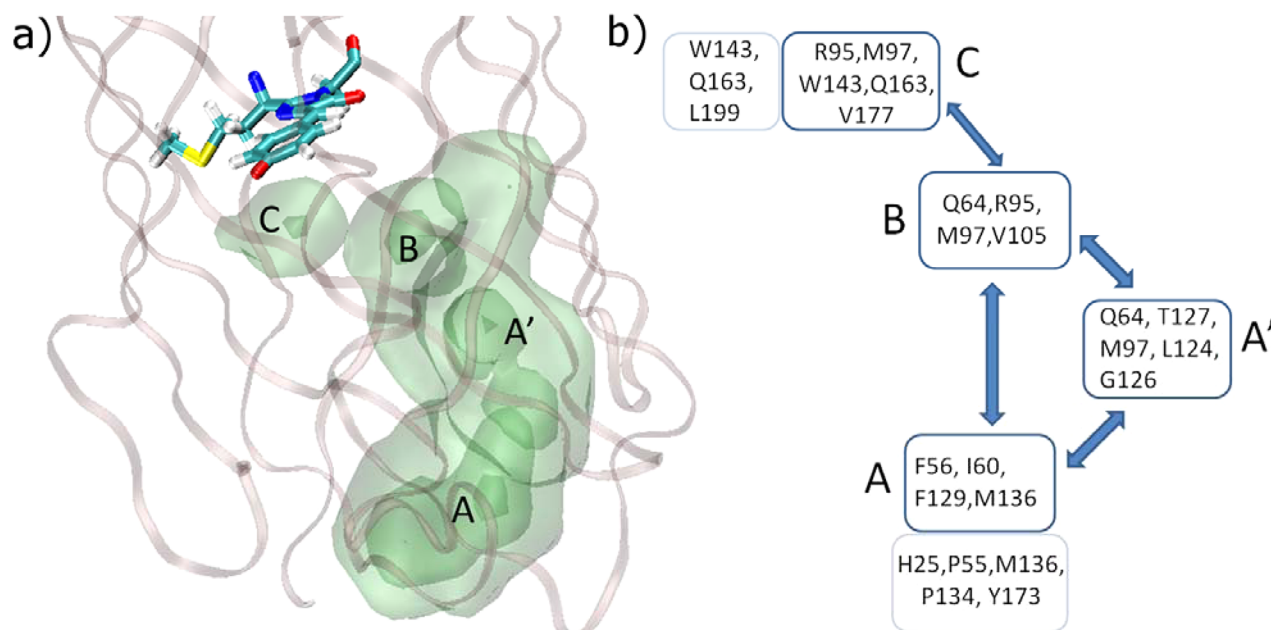 a)
C
B
A’
A
b)
W143,
Q163,
L199
R95,M97,
W143,Q163,
V177
C
B
Q64,R95,
M97,V105
Q64, T127,
M97, L124,
G126
A’
A
F56, I60,
F129,M136
H25,P55,M136,
P134, Y173